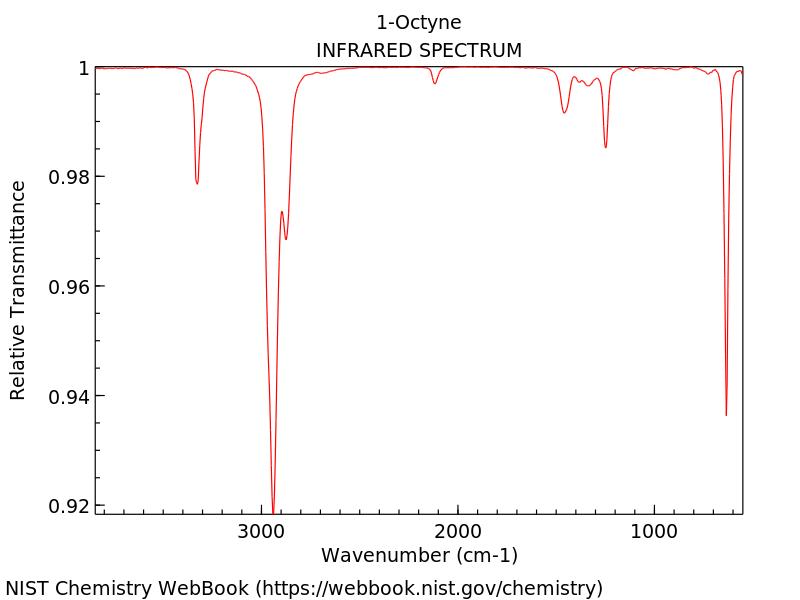 1-Octyne
INFRARED SPECTRUM
1
0.98
0.96
0.94
0.92
Relative Transmittance
3000 2000 1000
Wavenumber (cm-1)
NIST Chemistry WebBook (https://webbook.nist.gov/chemistry)